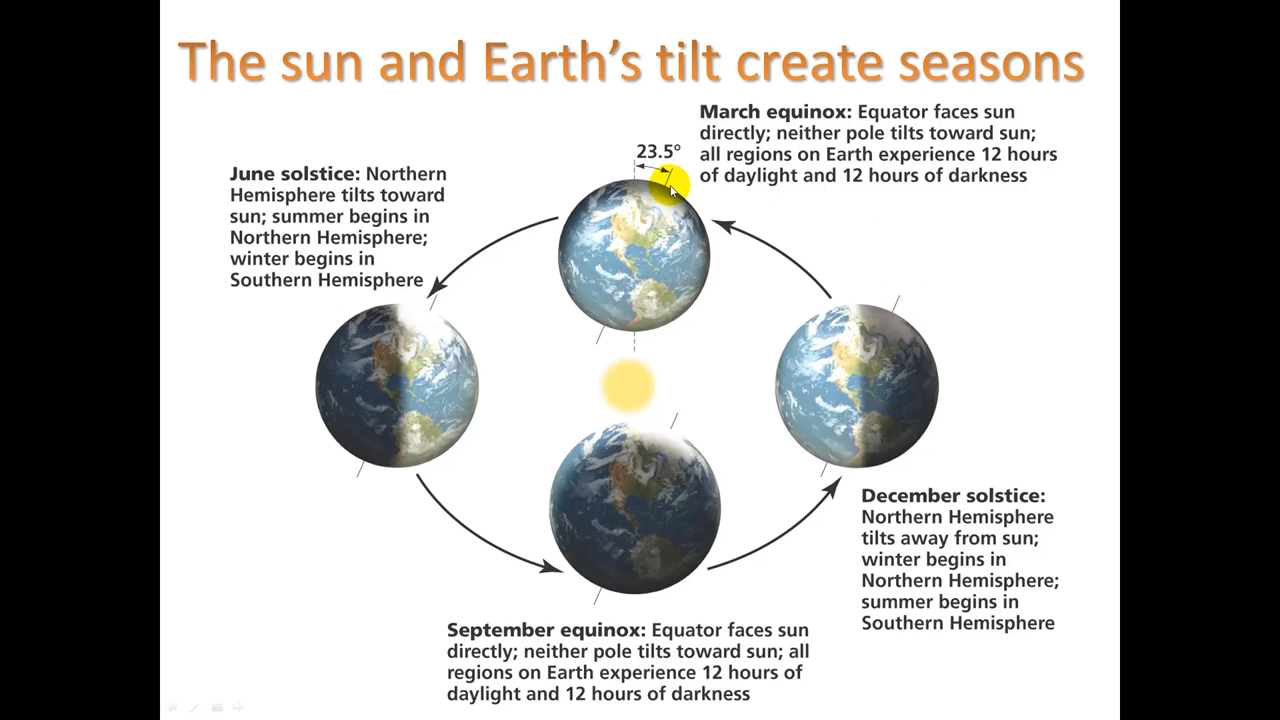 The sun and Earth's tilt create seasons
March equinox: Equator faces sun
directly; neither pole tilts toward sun;
all regions on Earth experience 12 hours
of daylight and 12 hours of darkness
23.5°
June solstice: Northern
Hemisphere tilts toward
sun; summer begins in
Northern Hemisphere;
winter begins in
Southern Hemisphere
December solstice:
Northern Hemisphere
tilts away from sun;
winter begins in
Northern Hemisphere;
summer begins in
Southern Hemisphere
September equinox: Equator faces sun
directly; neither pole tilts toward sun; all
regions on Earth experience 12 hours of
daylight and 12 hours of darkness